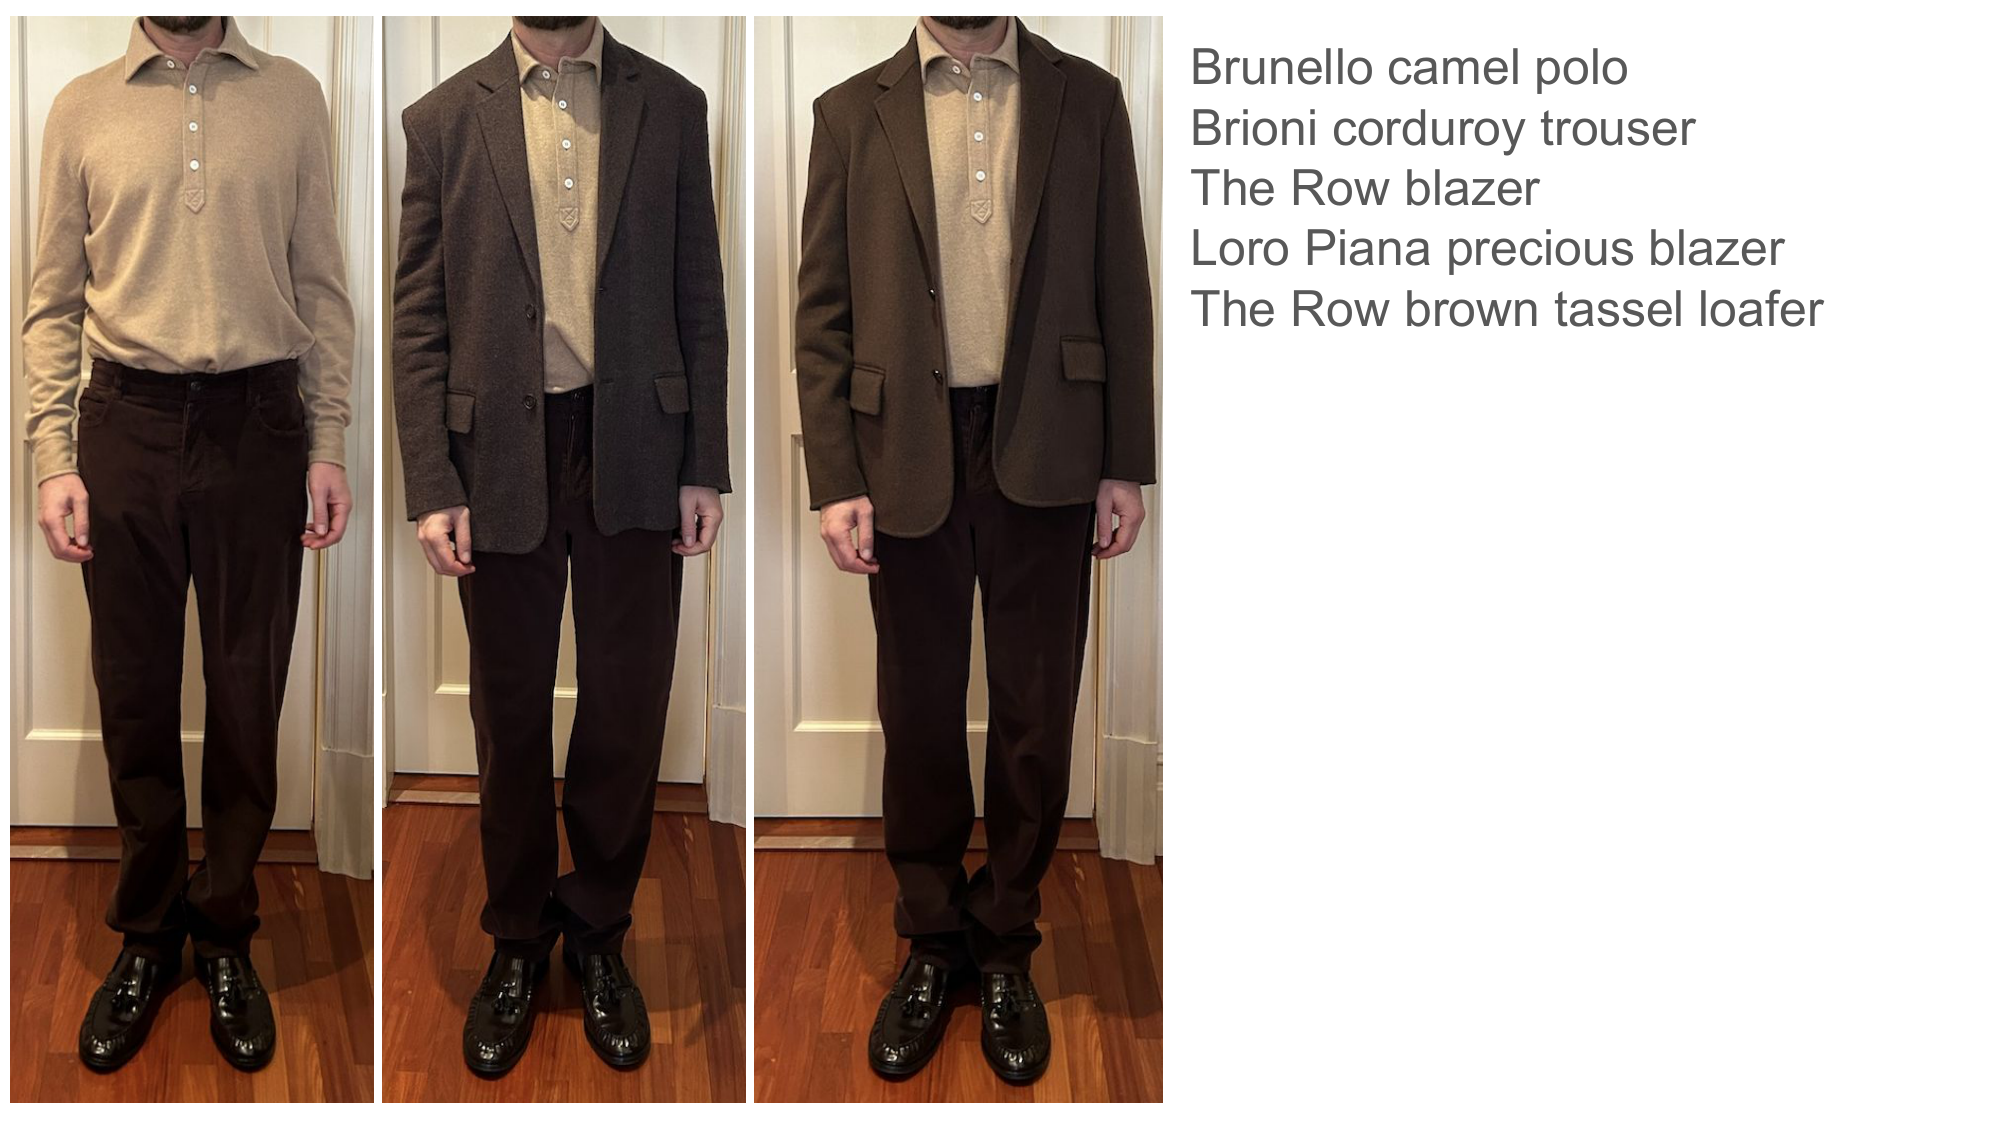 Brunello camel polo
Brioni corduroy trouser
The Row blazer
Loro Piana precious blazer
The Row brown tassel loafer